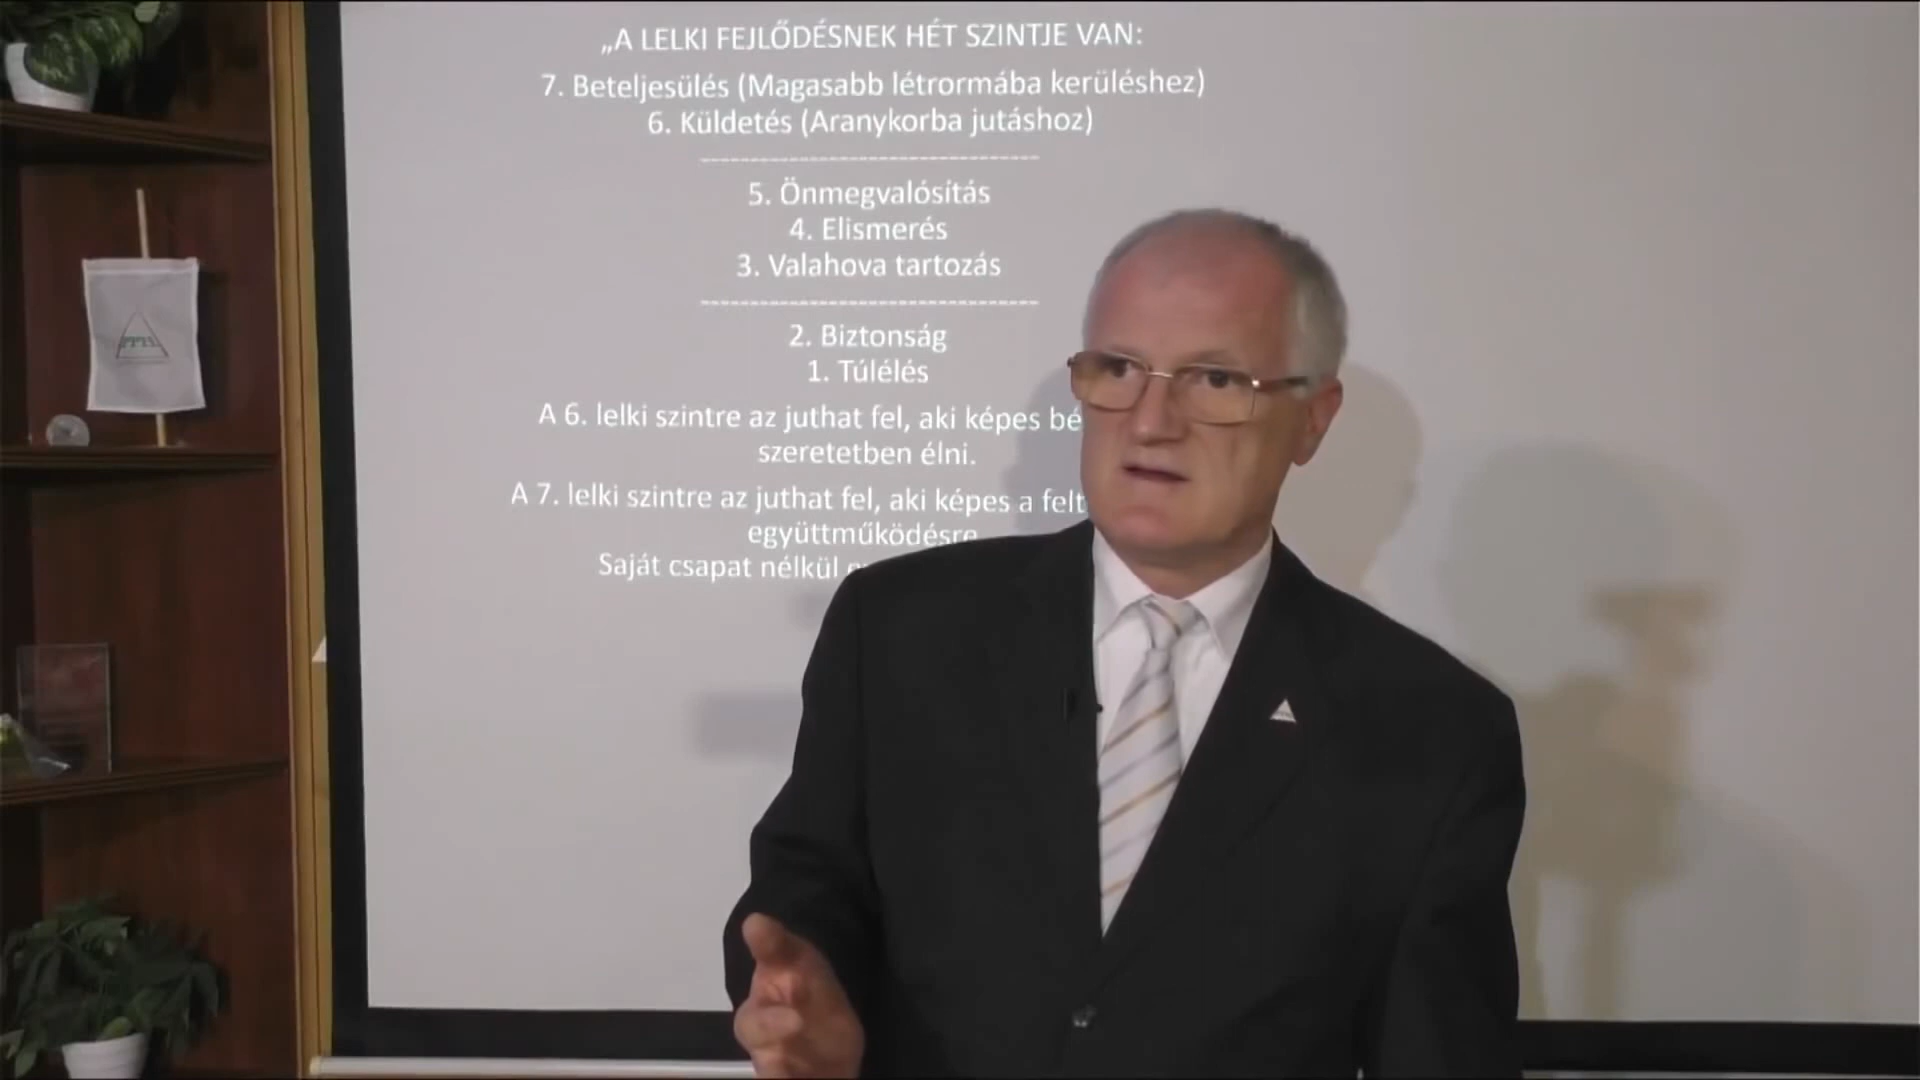 „A LELKI FEJLŐDÉSNEK HÉT SZINTJE VAN:
7. Beteljesülés (Magasabb létrormába kerüléshez)
6. Küldetés (Aranykorba jutáshoz)
----------------------------------
5. Önmegvalósítás
4. Elismerés
3. Valahova tartozás
----------------------------------
2. Biztonság
1. Túlélés
A 6. lelki szintre az juthat fel, aki képes
szeretetben élni.
A 7. lelki szintre az juthat fel, aki képes a
együttműködésre
Saját csapat nélkül